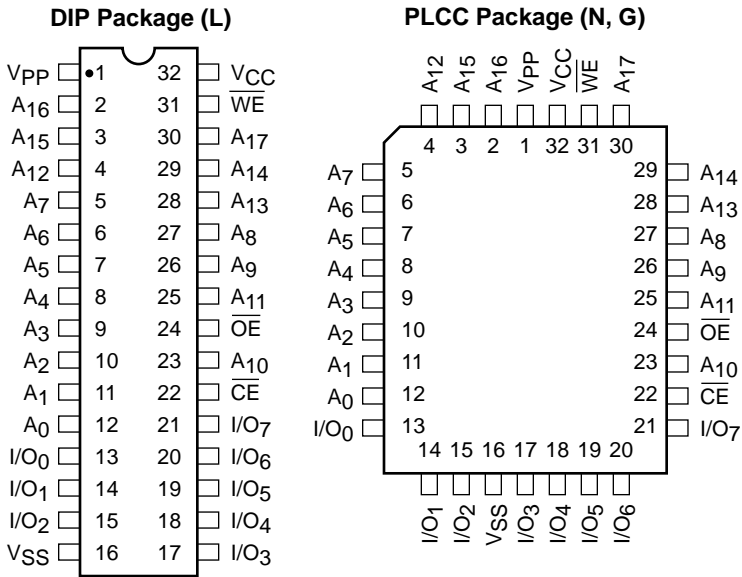 DIP Package (L)
VPP 1 32 VCC
A16 2 31 WE
A15 3 30 A17
A12 4 29 A14
A7 5 28 A13
A6 6 27 A8
A5 7 26 A9
A4 8 25 A11
A3 9 24 OE
A2 10 23 A10
A1 11 22 CE
A0 12 21 I/O7
I/O0 13 20 I/O6
I/O1 14 19 I/O5
I/O2 15 18 I/O4
VSS 16 17 I/O3
PLCC Package (N, G)
A12 A15 A16 VPP VCC WE A17
4 3 2 1 32 31 30
A7 5 29 A14
A6 6 28 A13
A5 7 27 A8
A4 8 26 A9
A3 9 25 A11
A2 10 24 OE
A1 11 23 A10
A0 12 22 CE
I/O0 13 21 I/O7
14 15 16 17 18 19 20
I/O1 I/O2 VSS I/O3 I/O4 I/O5 I/O6